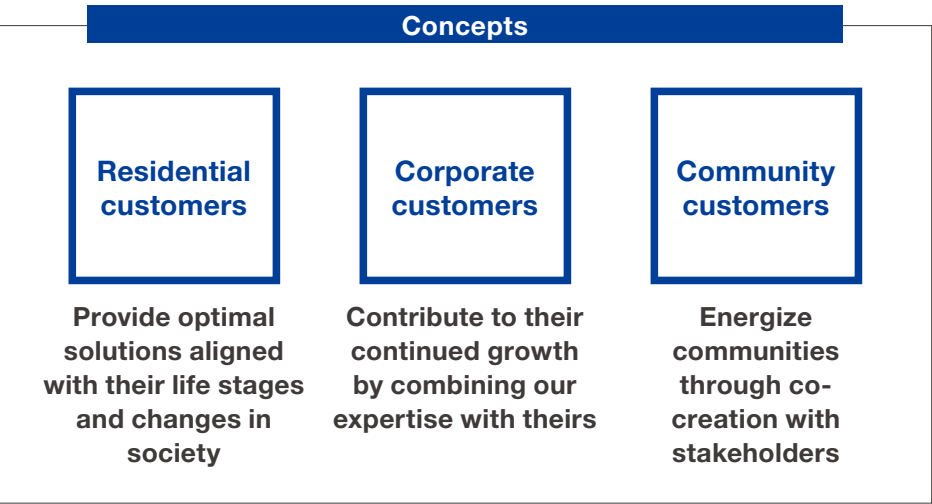 Concepts
Residential
customers
Provide optimal
solutions aligned
with their life stages
and changes in
society
Corporate
customers
Contribute to their
continued growth
by combining our
expertise with theirs
Community
customers
Energize
communities
through co-
creation with
stakeholders